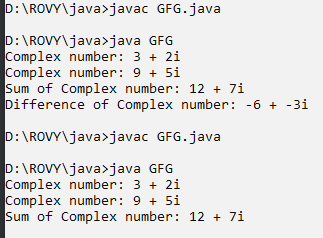 D:\ROVY\java>javac GFG.java
D:\ROVY\java>java GFG
Complex number: 3 + 2i
Complex number: 9 + 5i
Sum of Complex number: 12 + 7i
Difference of Complex number: -6 + -3i
D:\ROVY\java>javac GFG.java
D:\ROVY\java>java GFG
Complex number: 3 + 2i
Complex number: 9 + 5i
Sum of Complex number: 12 + 7i